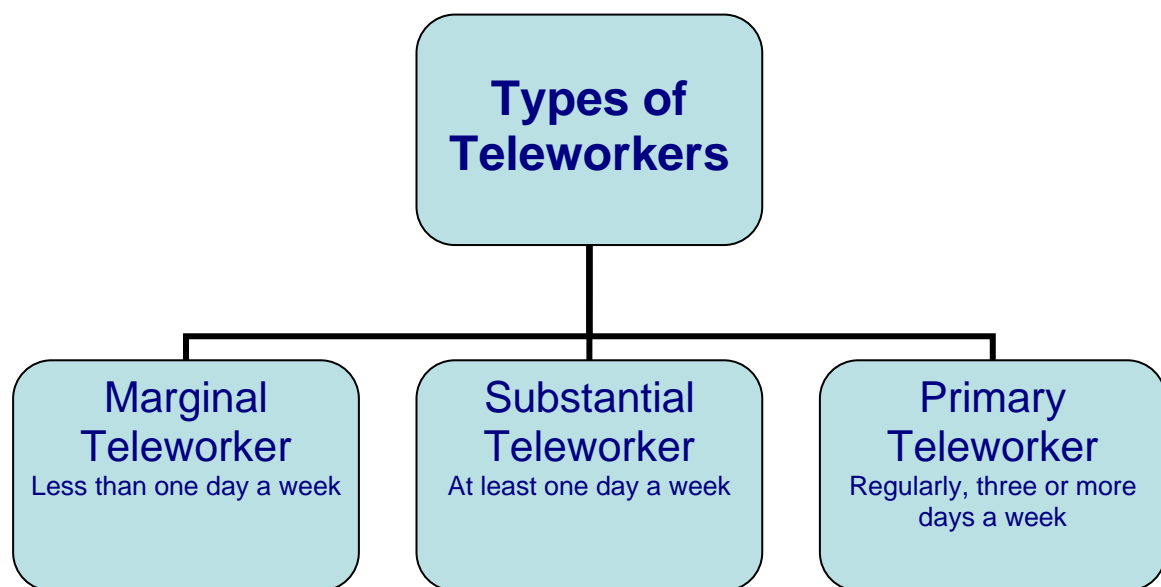 Types of
Teleworkers
Marginal
Teleworker
Less than one day a week
Substantial
Teleworker
At least one day a week
Primary
Teleworker
Regularly, three or more
days a week